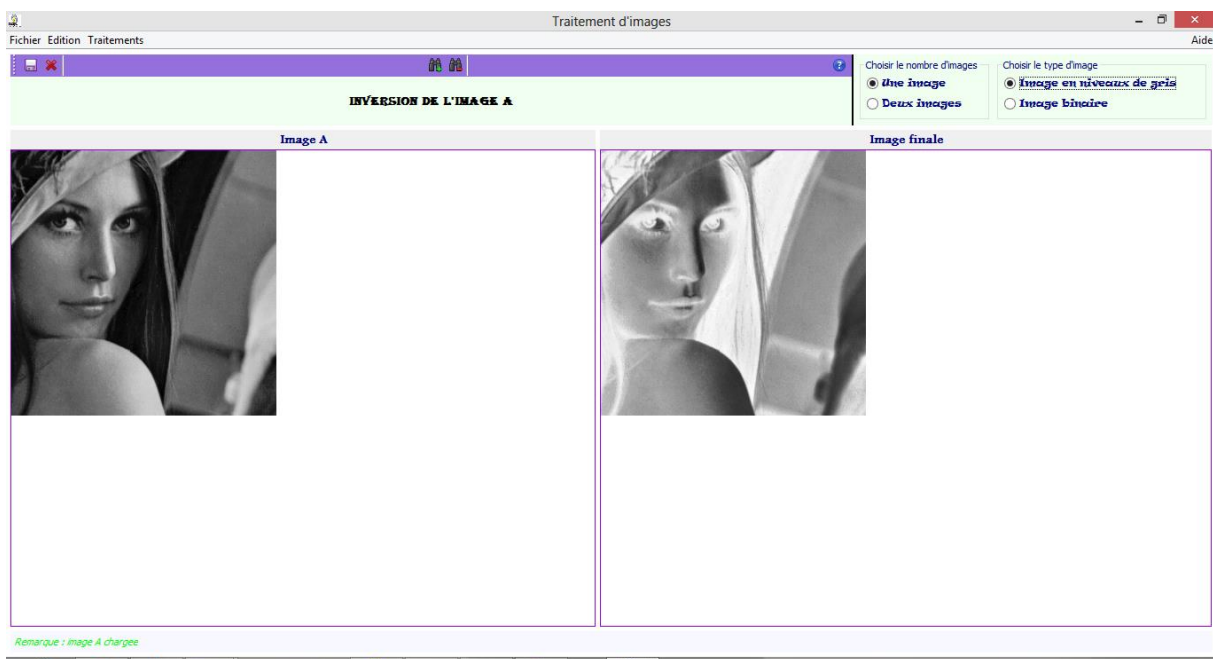 Traitement d'images
Fichier Edition Traitements Aide
Choisir le nombre d'images
Une image
Deux images
Choisir le type d'image
Image en niveaux de gris
Image binaire
INVERSION DE L'IMAGE A
Image A
Image finale
Remarque : image A chargee